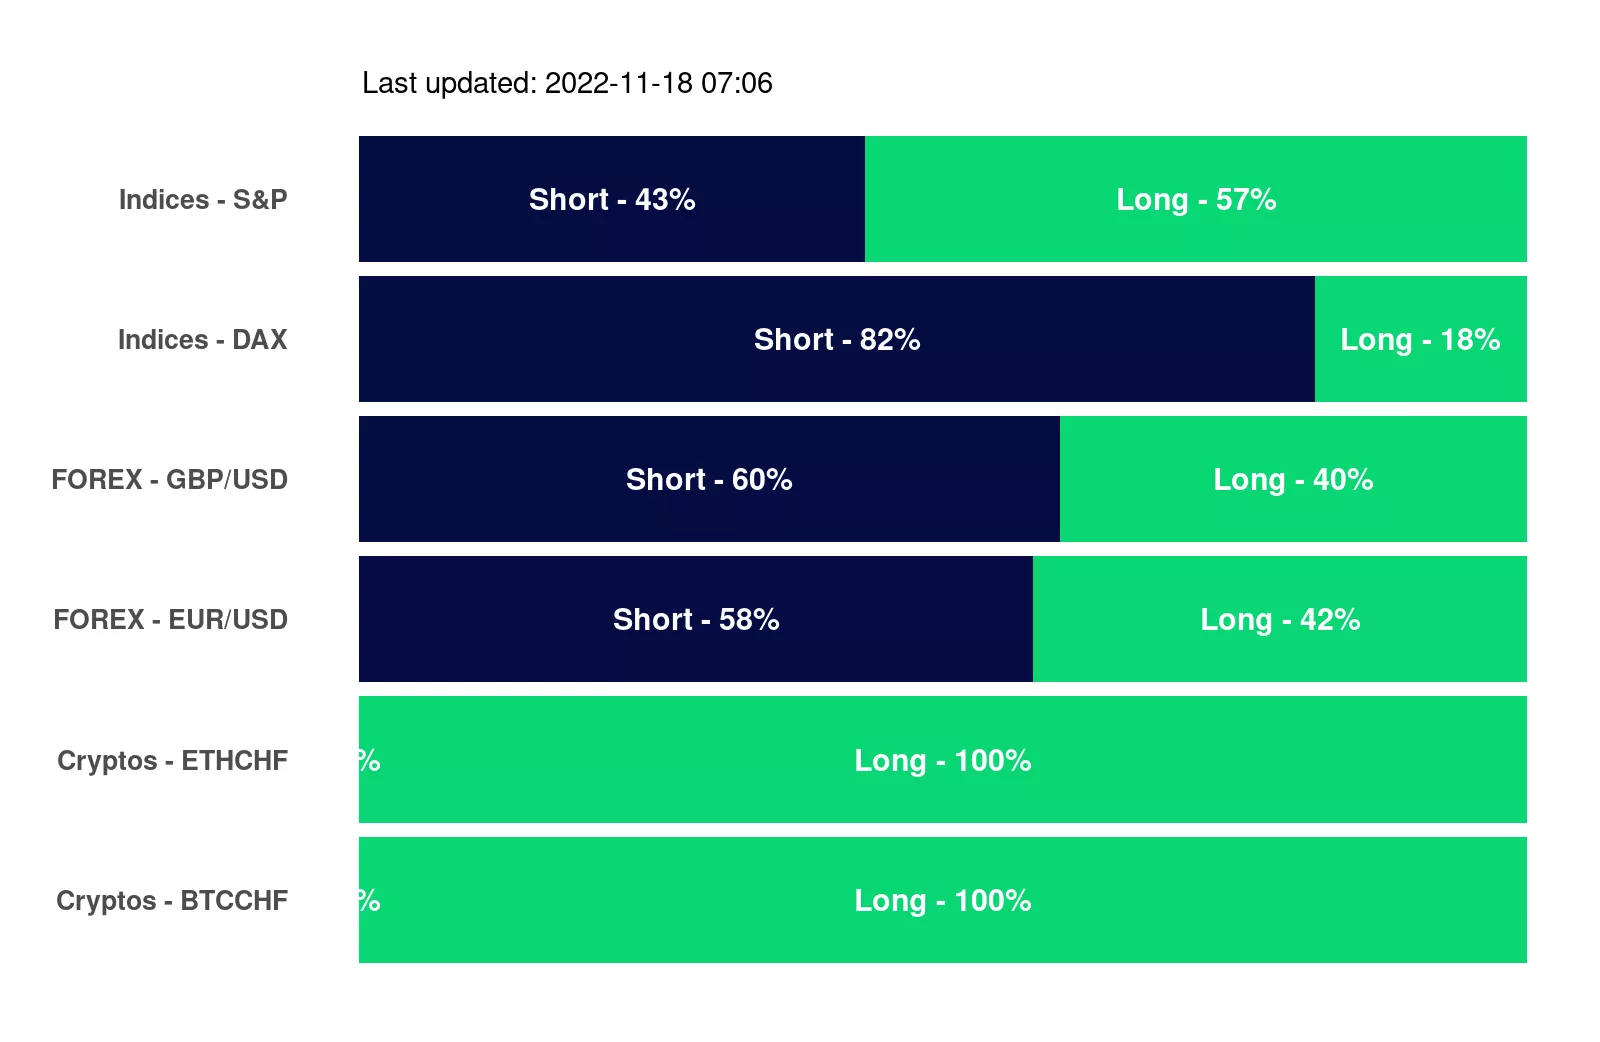 Last updated: 2022-11-18 07:06
Indices - S&P Short - 43% Long - 57%
Indices - DAX Short - 82% Long - 18%
FOREX - GBP/USD Short - 60% Long - 40%
FOREX - EUR/USD Short - 58% Long - 42%
Cryptos - ETHCHF % Long - 100%
Cryptos - BTCCHF % Long - 100%